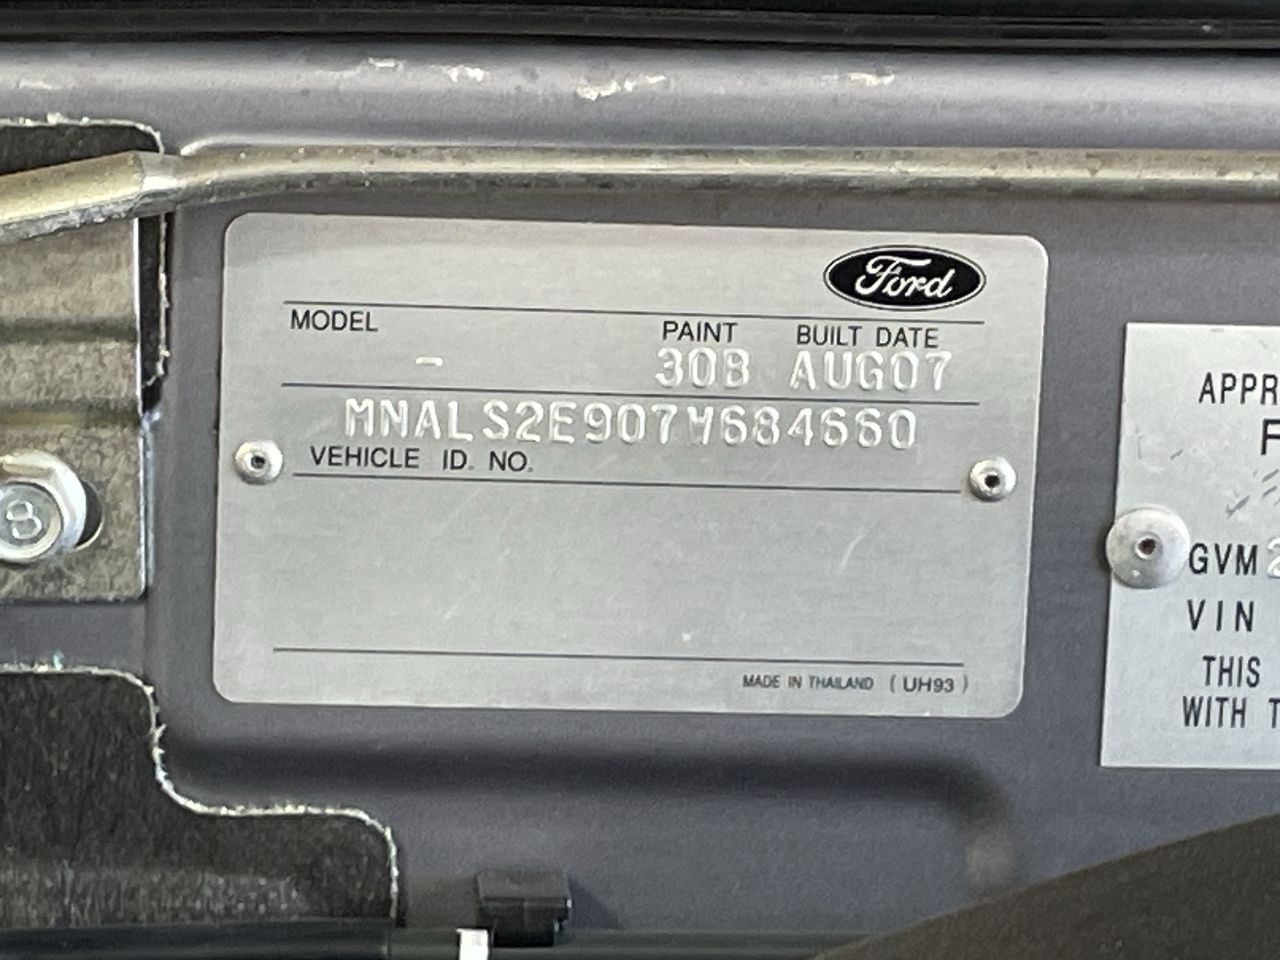 Ford
MODEL PAINT BUILT DATE
- 30B AUG07
MNALS2E907W684660
VEHICLE ID. NO.
MADE IN THAILAND (UH93)
8
APPR
F
GVM 2
VIN
THIS
WITH T